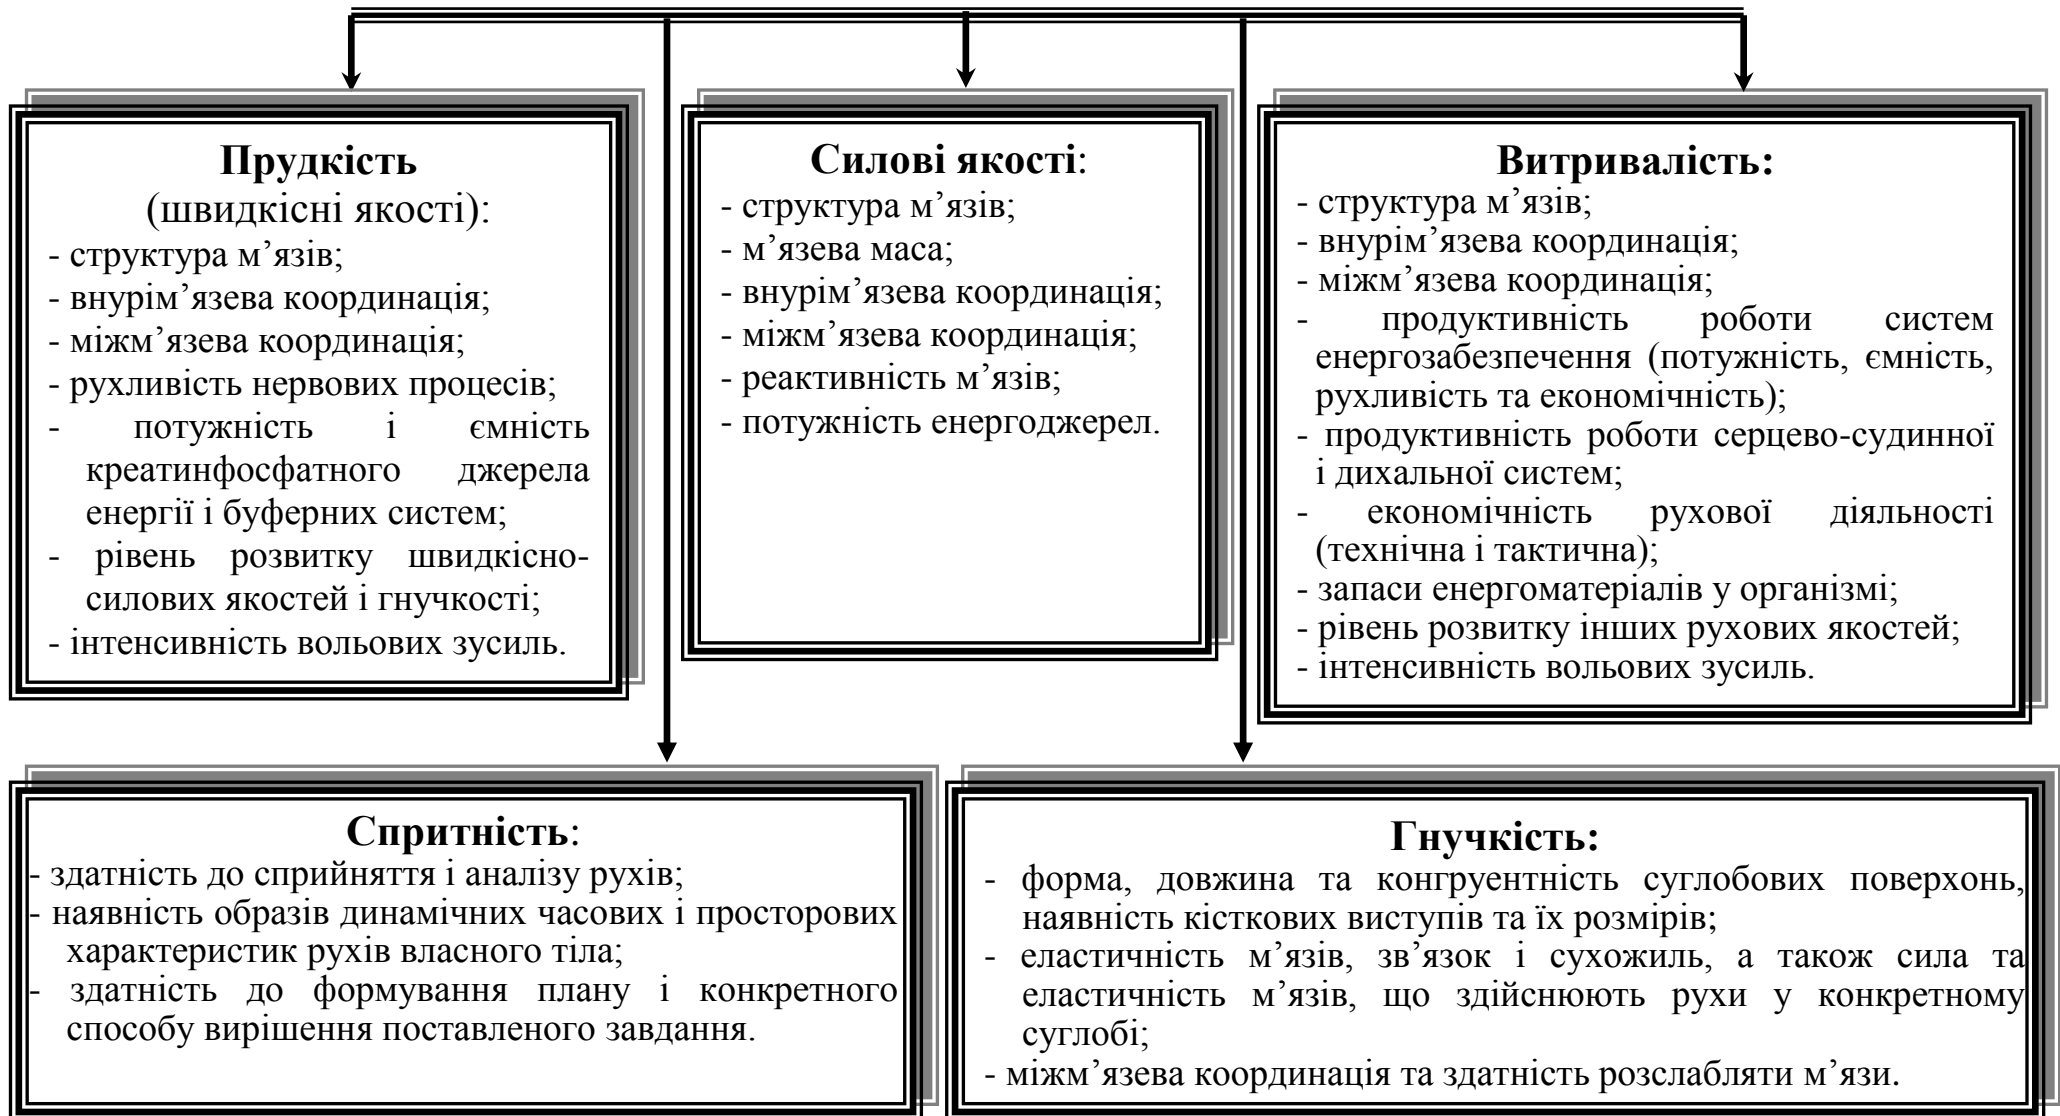 Прудкість
(швидкісні якості):
- структура м’язів;
- внурім’язева координація;
- міжм’язева координація;
- рухливість нервових процесів;
- потужність і ємність
креатинфосфатного джерела
енергії і буферних систем;
- рівень розвитку швидкісно-
силових якостей і гнучкості;
- інтенсивність вольових зусиль.
Силові якості:
- структура м’язів;
- м’язева маса;
- внурім’язева координація;
- міжм’язева координація;
- реактивність м’язів;
- потужність енергоджерел.
Витривалість:
- структура м’язів;
- внурім’язева координація;
- міжм’язева координація;
- продуктивність роботи систем
енергозабезпечення (потужність, ємність,
рухливість та економічність);
- продуктивність роботи серцево-судинної
і дихальної систем;
- економічність рухової діяльності
(технічна і тактична);
- запаси енергоматеріалів у організмі;
- рівень розвитку інших рухових якостей;
- інтенсивність вольових зусиль.
Спритність:
- здатність до сприйняття і аналізу рухів;
- наявність образів динамічних часових і просторових
характеристик рухів власного тіла;
- здатність до формування плану і конкретного
способу вирішення поставленого завдання.
Гнучкість:
- форма, довжина та конгруентність суглобових поверхонь,
наявність кісткових виступів та їх розмірів;
- еластичність м’язів, зв’язок і сухожиль, а також сила та
еластичність м’язів, що здійснюють рухи у конкретному
суглобі;
- міжм’язева координація та здатність розслабляти м’язи.